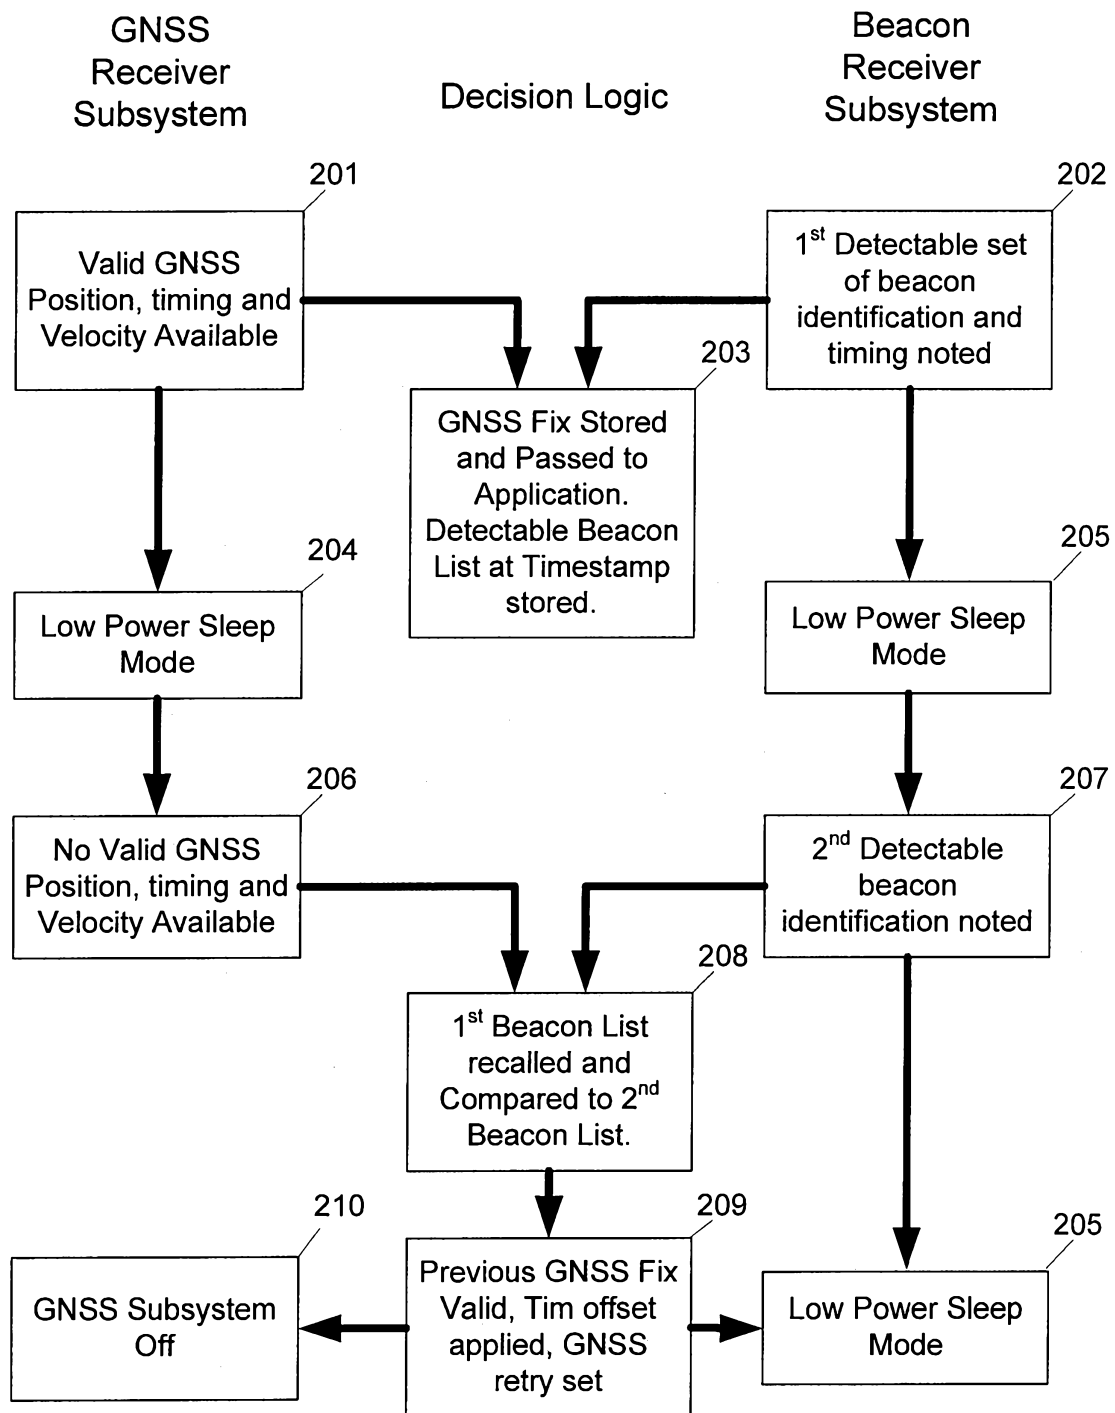 GNSS
Receiver
Subsystem
Decision Logic
Beacon
Receiver
Subsystem
201
Valid GNSS
Position, timing and
Velocity Available
202
1st Detectable set
of beacon
identification and
timing noted
203
GNSS Fix Stored
and Passed to
Application.
Detectable Beacon
List at Timestamp
stored.
204
Low Power Sleep
Mode
205
Low Power Sleep
Mode
206
No Valid GNSS
Position, timing and
Velocity Available
207
2nd Detectable
beacon
identification noted
208
1st Beacon List
recalled and
Compared to 2nd
Beacon List.
210
GNSS Subsystem
Off
209
Previous GNSS Fix
Valid, Tim offset
applied, GNSS
retry set
205
Low Power Sleep
Mode